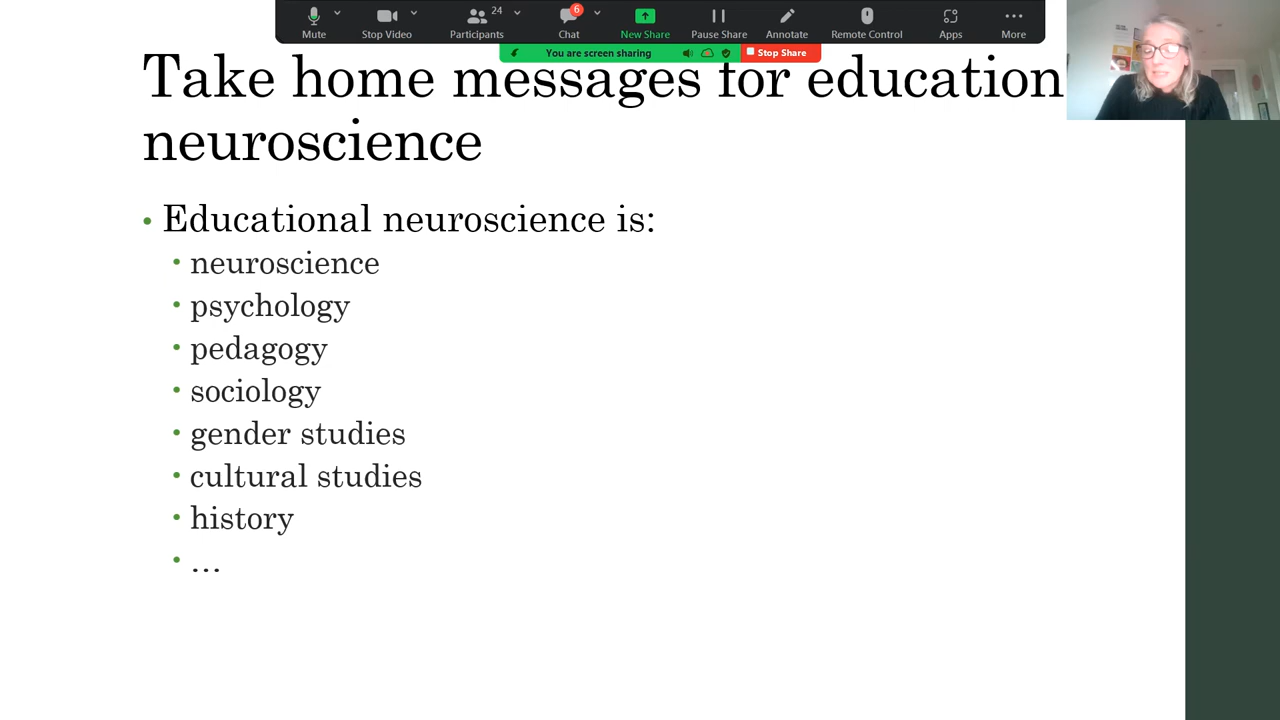 24
6
Mute
Stop Video
Participants
Chat
New Share
Pause Share
Annotate
Remote Control
Apps
More
You are screen sharing
Stop Share
Take home messages for education
neuroscience
• Educational neuroscience is:
• neuroscience
• psychology
• pedagogy
• sociology
• gender studies
• cultural studies
• history
• ...